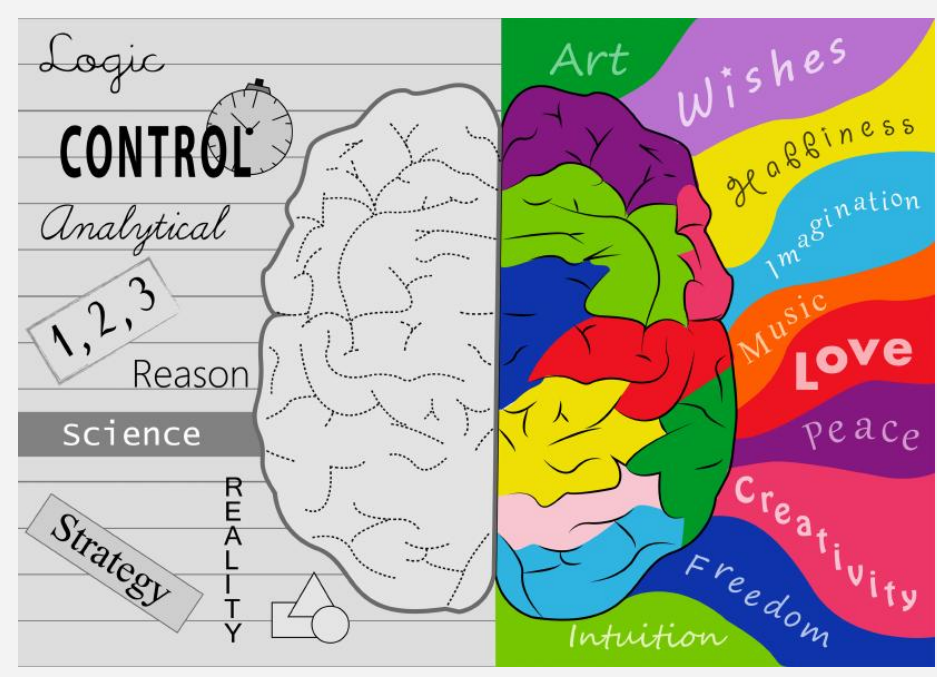 Logic
CONTROL
Analytical
1, 2, 3
Reason
Science
REALITY
Strategy
Art
Wishes
Happiness
Imagination
Music
Love
Peace
Creativity
Freedom
Intuition